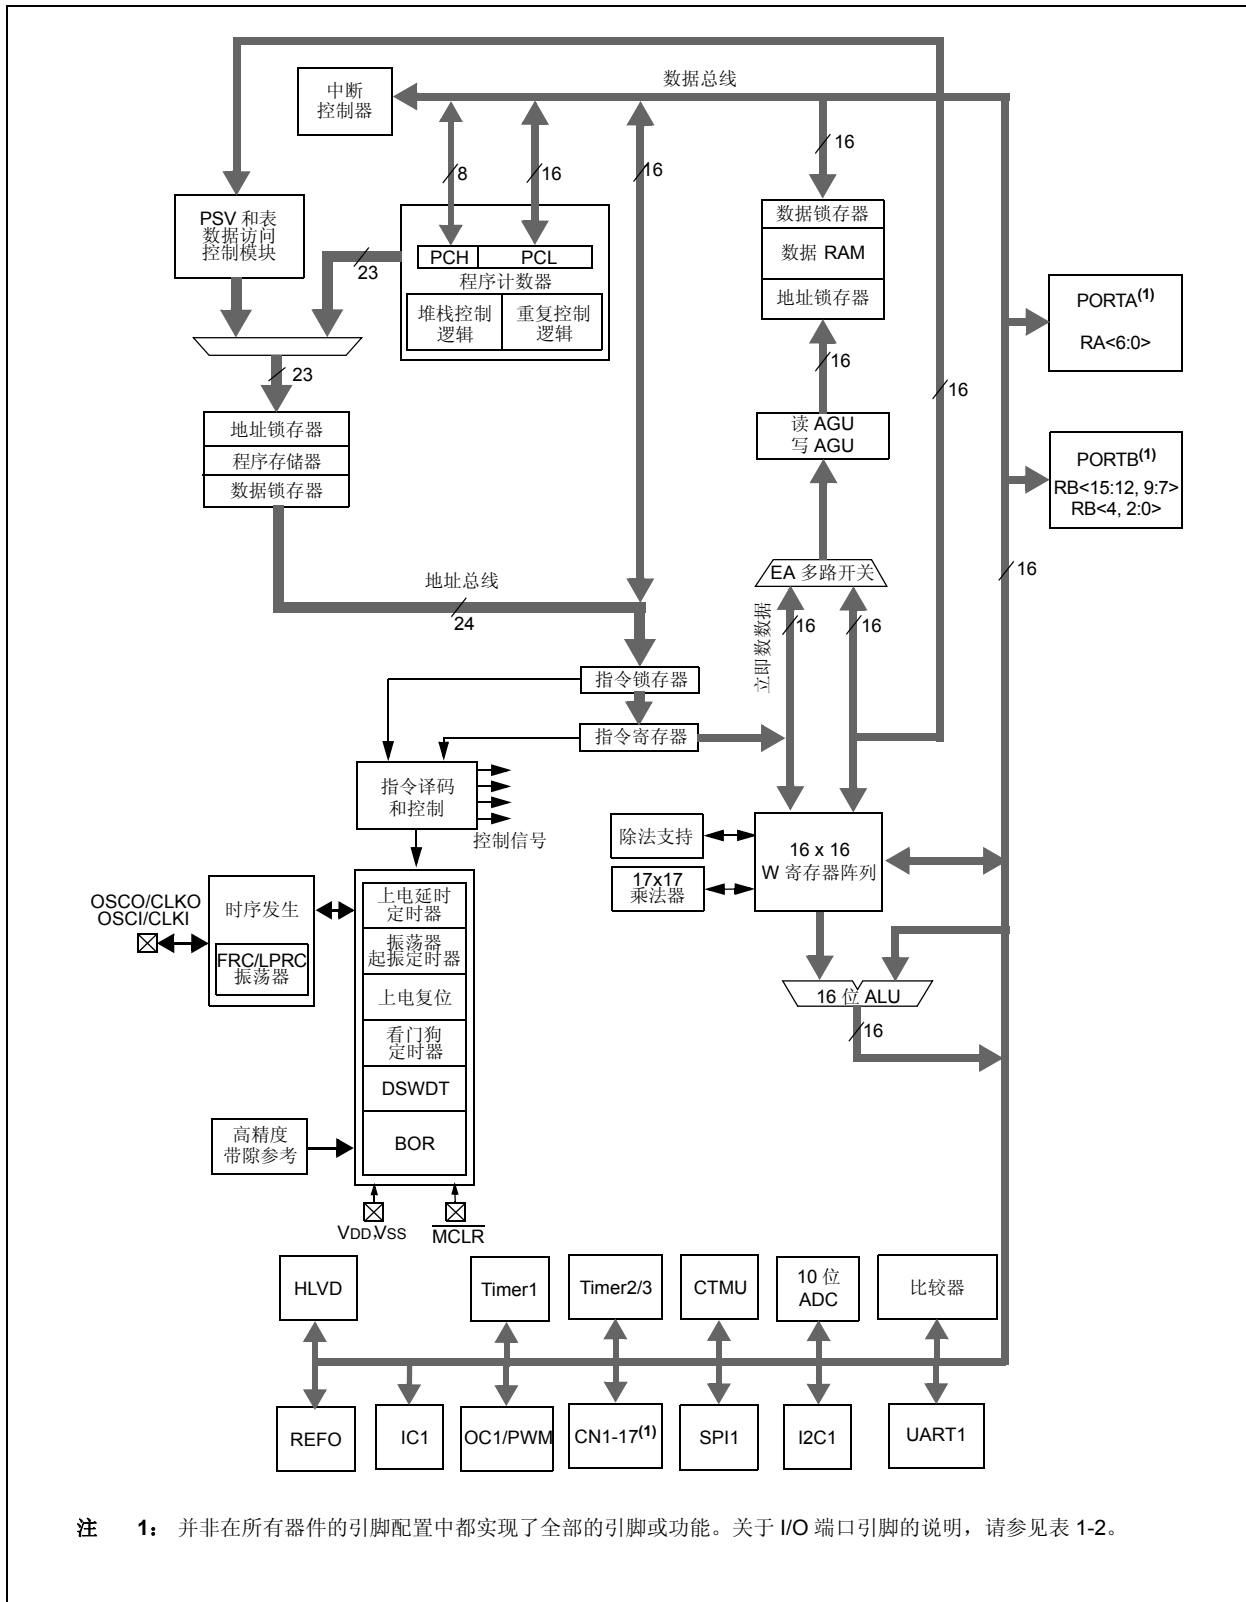 数据总线
中断
控制器
8
16
16
16
PSV 和表
数据访问
控制模块
PCH
PCL
程序计数器
堆栈控制
逻辑
重复控制
逻辑
23
23
数据锁存器
数据 RAM
地址锁存器
16
16
PORTA(1)
RA<6:0>
读 AGU
写 AGU
地址锁存器
程序存储器
数据锁存器
PORTB(1)
RB<15:12, 9:7>
RB<4, 2:0>
16
EA 多路开关
地址总线
24
立即数数据
16
16
指令锁存器
指令寄存器
指令译码
和控制
控制信号
除法支持
17x17
乘法器
16 x 16
W 寄存器阵列
OSCO/CLKO
OSCI/CLKI
时序发生
FRC/LPRC
振荡器
上电延时
定时器
振荡器
起振定时器
上电复位
看门狗
定时器
DSWDT
BOR
16 位 ALU
16
高精度
带隙参考
VDD,VSS
MCLR
HLVD
Timer1
Timer2/3
CTMU
10 位
ADC
比较器
REFO
IC1
OC1/PWM
CN1-17(1)
SPI1
I2C1
UART1
注 1： 并非在所有器件的引脚配置中都实现了全部的引脚或功能。关于 I/O 端口引脚的说明，请参见表 1-2。